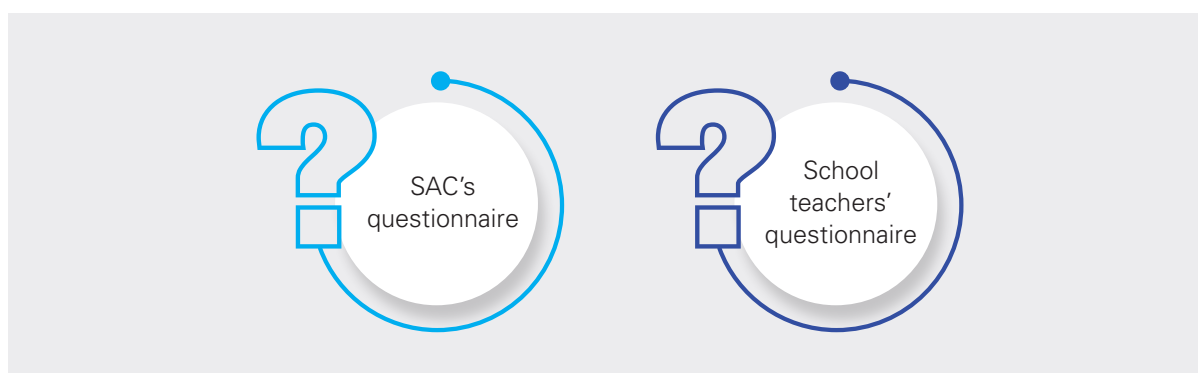 SAC’s
questionnaire
School
teachers’
questionnaire